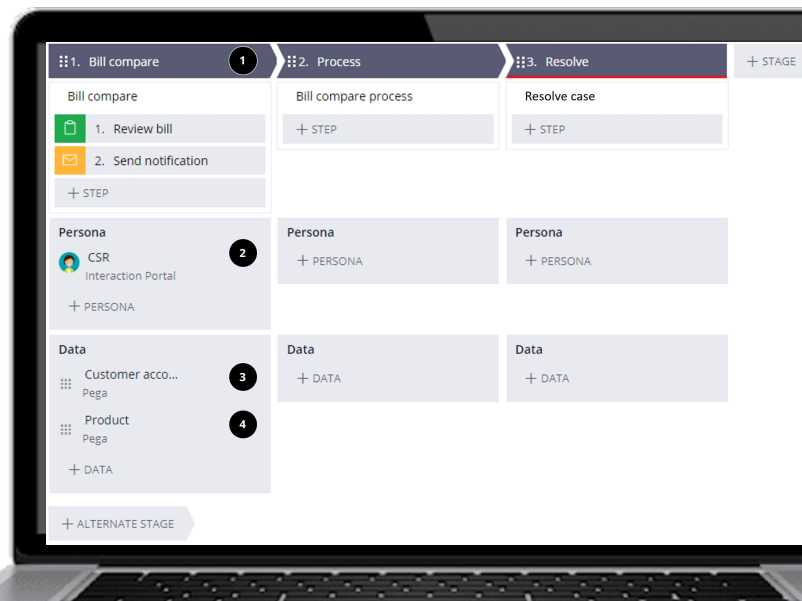 1. Bill compare 1
2. Process
3. Resolve
+ STAGE
Bill compare
1. Review bill
2. Send notification
+ STEP
Bill compare process
+ STEP
Resolve case
+ STEP
Persona
CSR 2
Interaction Portal
+ PERSONA
Persona
+ PERSONA
Persona
+ PERSONA
Data
Customer acco... 3
Pega
Product 4
Pega
+ DATA
Data
+ DATA
Data
+ DATA
+ ALTERNATE STAGE